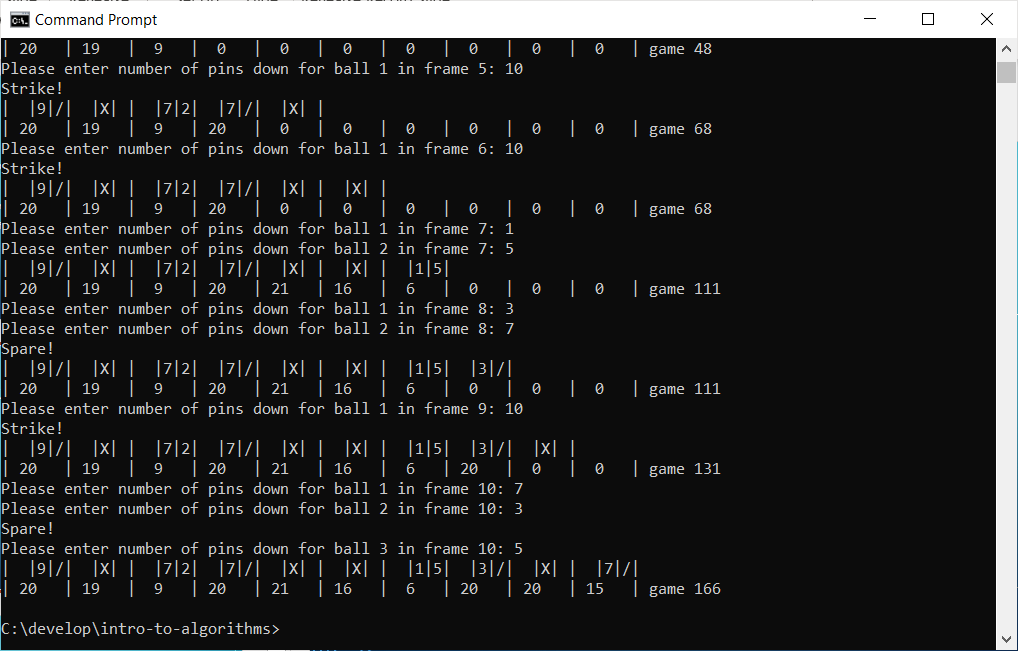 Command Prompt
| 20   | 19   |  9   |  0   |  0   |  0   |  0   |  0   |  0   |  0   | game 48
Please enter number of pins down for ball 1 in frame 5: 10
Strike!
|  |9|/|  |X| |  |7|2|  |7|/|  |X| |
| 20   | 19   |  9   | 20   |  0   |  0   |  0   |  0   |  0   |  0   | game 68
Please enter number of pins down for ball 1 in frame 6: 10
Strike!
|  |9|/|  |X| |  |7|2|  |7|/|  |X| |  |X| |
| 20   | 19   |  9   | 20   |  0   |  0   |  0   |  0   |  0   |  0   | game 68
Please enter number of pins down for ball 1 in frame 7: 1
Please enter number of pins down for ball 2 in frame 7: 5
|  |9|/|  |X| |  |7|2|  |7|/|  |X| |  |X| |  |1|5|
| 20   | 19   |  9   | 20   | 21   | 16   |  6   |  0   |  0   |  0   | game 111
Please enter number of pins down for ball 1 in frame 8: 3
Please enter number of pins down for ball 2 in frame 8: 7
Spare!
|  |9|/|  |X| |  |7|2|  |7|/|  |X| |  |X| |  |1|5|  |3|/|
| 20   | 19   |  9   | 20   | 21   | 16   |  6   |  0   |  0   |  0   | game 111
Please enter number of pins down for ball 1 in frame 9: 10
Strike!
|  |9|/|  |X| |  |7|2|  |7|/|  |X| |  |X| |  |1|5|  |3|/|  |X| |
| 20   | 19   |  9   | 20   | 21   | 16   |  6   | 20   |  0   |  0   | game 131
Please enter number of pins down for ball 1 in frame 10: 7
Please enter number of pins down for ball 2 in frame 10: 3
Spare!
Please enter number of pins down for ball 3 in frame 10: 5
|  |9|/|  |X| |  |7|2|  |7|/|  |X| |  |X| |  |1|5|  |3|/|  |X| |  |7|/|
| 20   | 19   |  9   | 20   | 21   | 16   |  6   | 20   | 20   | 15   | game 166
C:\develop\intro-to-algorithms>